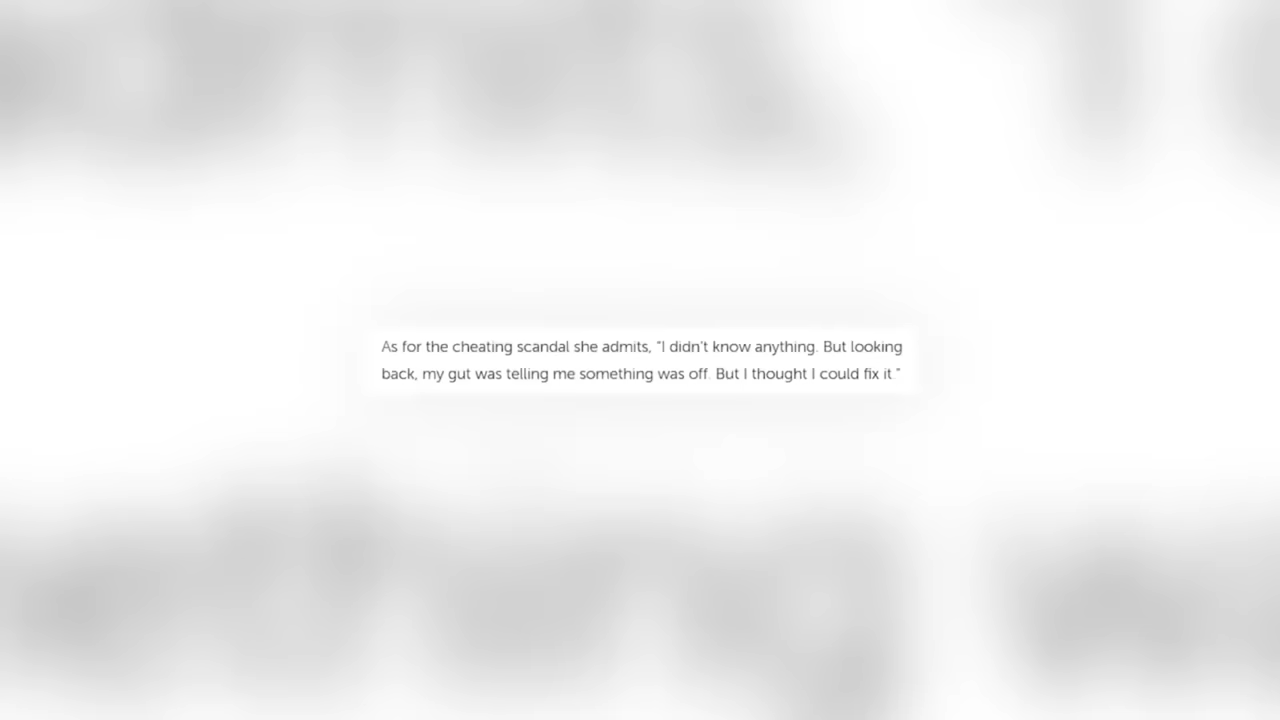 As for the cheating scandal she admits, "I didn't know anything. But looking
back, my gut was telling me something was off. But I thought I could fix it."